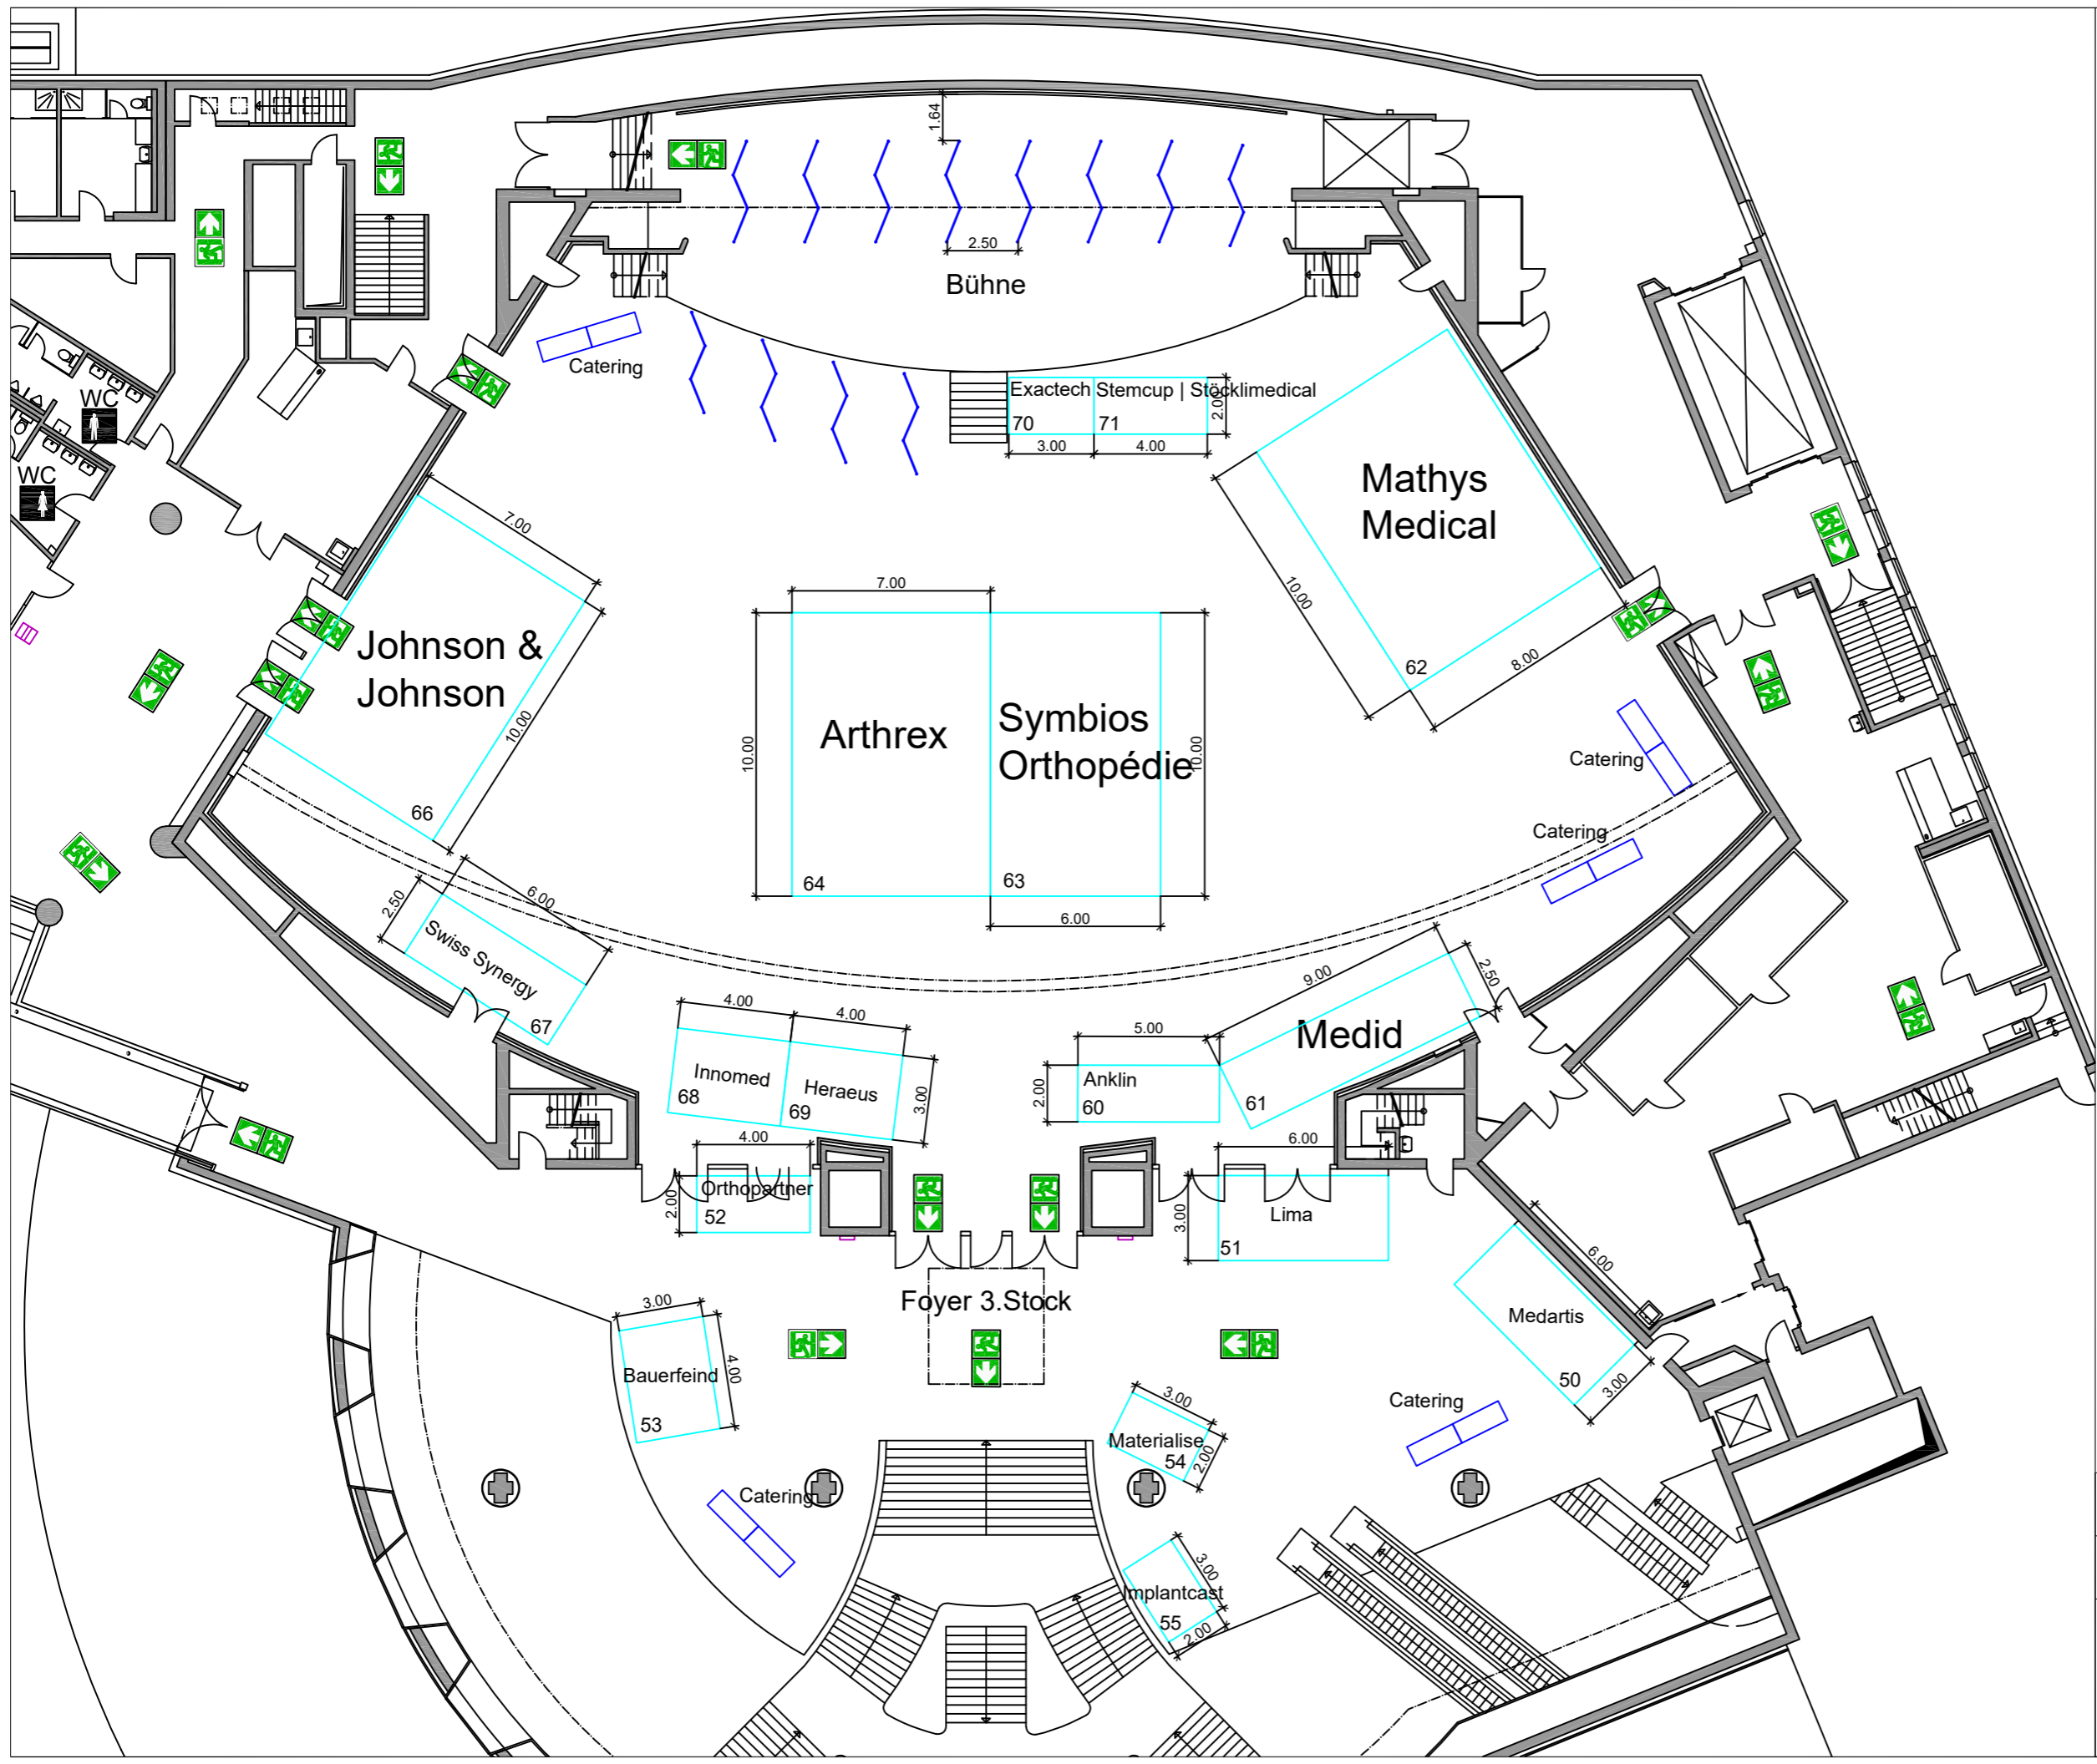 1.64
2.50
Bühne
Catering
Exactech
Stemcup | Stöcklimedical
70
71
2.00
3.00
4.00
WC
WC
Mathys
Medical
10.00
8.00
62
7.00
Johnson &
Johnson
10.00
66
7.00
10.00
Arthrex
64
Symbios
Orthopédie
10.00
63
6.00
Catering
Catering
2.50
6.00
Swiss Synergy
67
4.00
4.00
Innomed
68
Heraeus
69
3.00
5.00
2.00
Anklin
60
9.00
2.50
Medid
61
4.00
2.00
Orthopartner
52
6.00
3.00
Lima
51
Foyer 3.Stock
6.00
Medartis
50
3.00
3.00
4.00
Bauerfeind
53
3.00
Materialise
54
2.00
Catering
Catering
3.00
Implantcast
55
2.00